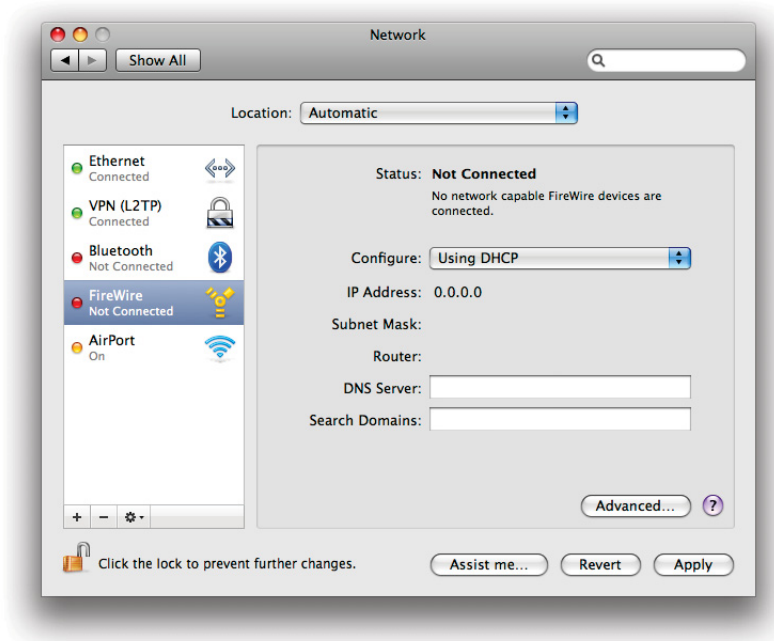 Network
Show All
Location: Automatic
Ethernet
Connected
VPN (L2TP)
Connected
Bluetooth
Not Connected
FireWire
Not Connected
AirPort
On
+ −
Status: Not Connected
No network capable FireWire devices are
connected.
Configure: Using DHCP
IP Address: 0.0.0.0
Subnet Mask:
Router:
DNS Server:
Search Domains:
Advanced... ?
Click the lock to prevent further changes.
Assist me... Revert Apply